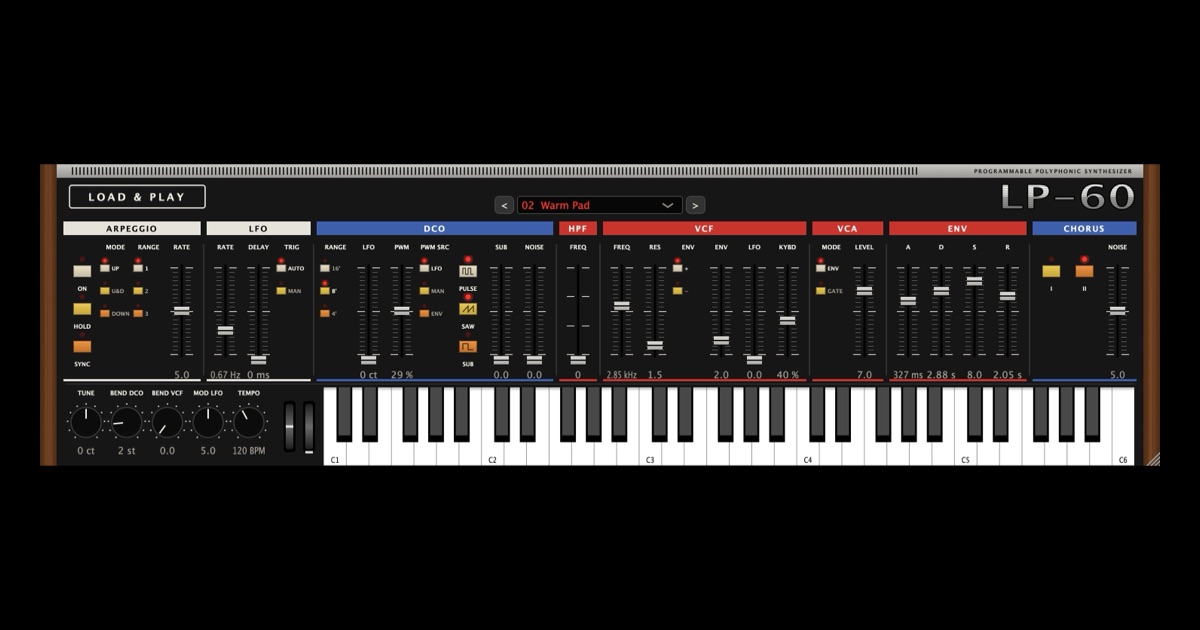 PROGRAMMABLE POLYPHONIC SYNTHESIZER
LOAD & PLAY
< 02 Warm Pad >
LP-60
ARPEGGIO LFO DCO HPF VCF VCA ENV CHORUS
MODE RANGE RATE RATE DELAY TRIG RANGE LFO PWM PWM SRC SUB NOISE FREQ FREQ RES ENV ENV LFO KYBD MODE LEVEL A D S R NOISE
UP 1 AUTO 16' LFO + ENV
ON U&D 2 MAN 8' MAN PULSE - GATE I II
DOWN 3 4' ENV
HOLD SAW
SYNC SUB
5.0 0.67 Hz 0 ms 0 ct 29 % 0.0 0.0 0 2.85 kHz 1.5 2.0 0.0 40 % 7.0 327 ms 2.88 s 8.0 2.05 s 5.0
TUNE BEND DCO BEND VCF MOD LFO TEMPO
0 ct 2 st 0.0 5.0 120 BPM
C1 C2 C3 C4 C5 C6